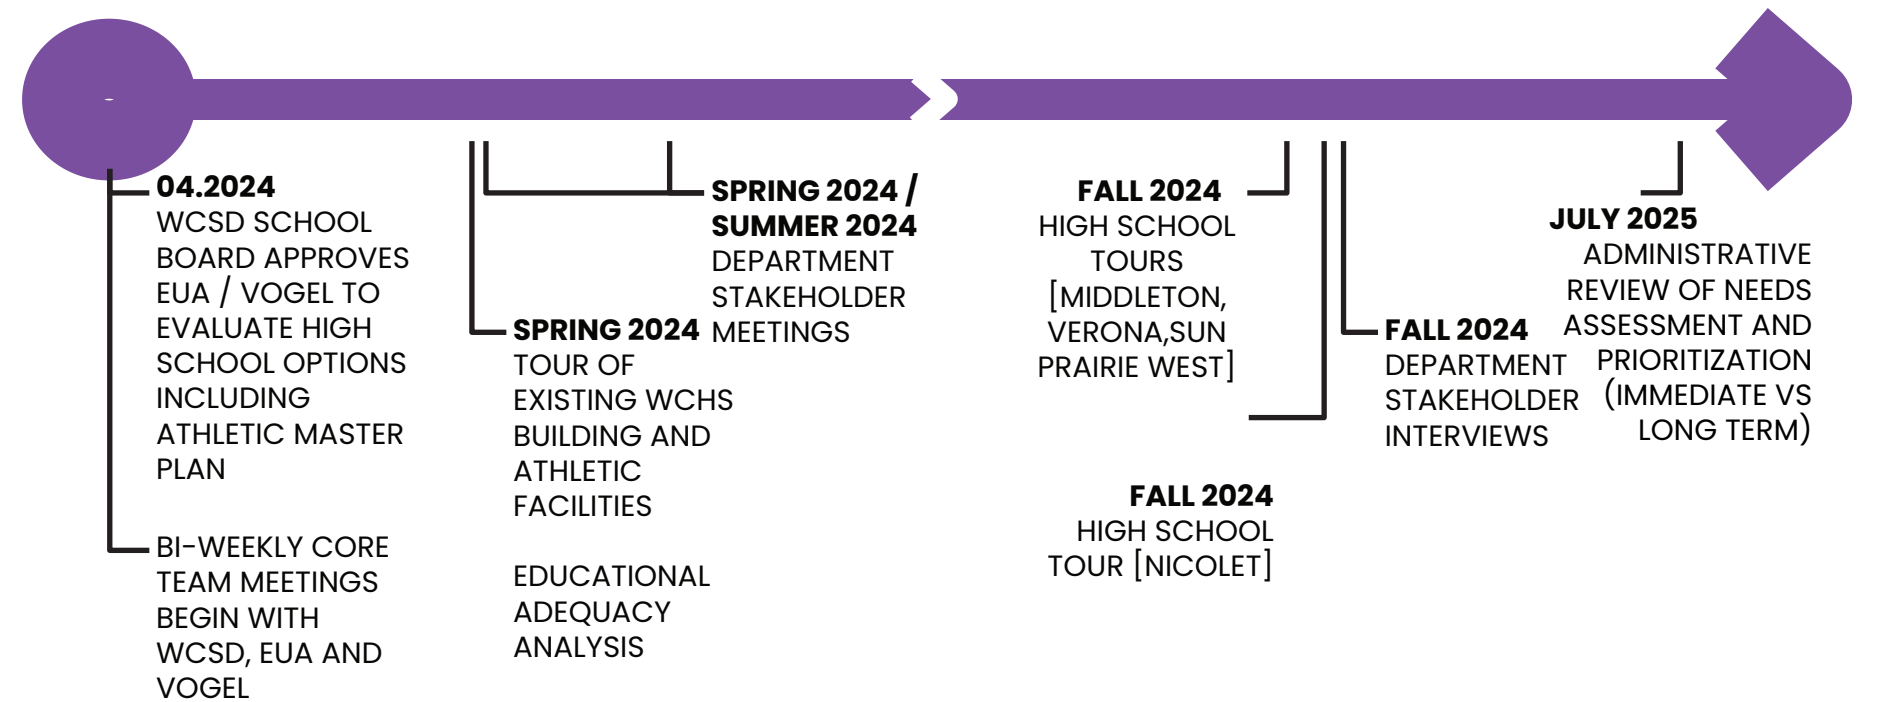 04.2024
WCSD SCHOOL
BOARD APPROVES
EUA / VOGEL TO
EVALUATE HIGH
SCHOOL OPTIONS
INCLUDING
ATHLETIC MASTER
PLAN
BI-WEEKLY CORE
TEAM MEETINGS
BEGIN WITH
WCSD, EUA AND
VOGEL
SPRING 2024
TOUR OF
EXISTING WCHS
BUILDING AND
ATHLETIC
FACILITIES
EDUCATIONAL
ADEQUACY
ANALYSIS
SPRING 2024 /
SUMMER 2024
DEPARTMENT
STAKEHOLDER
MEETINGS
FALL 2024
HIGH SCHOOL
TOURS
[MIDDLETON,
VERONA,SUN
PRAIRIE WEST]
FALL 2024
HIGH SCHOOL
TOUR [NICOLET]
FALL 2024
DEPARTMENT
STAKEHOLDER
INTERVIEWS
JULY 2025
ADMINISTRATIVE
REVIEW OF NEEDS
ASSESSMENT AND
PRIORITIZATION
(IMMEDIATE VS
LONG TERM)